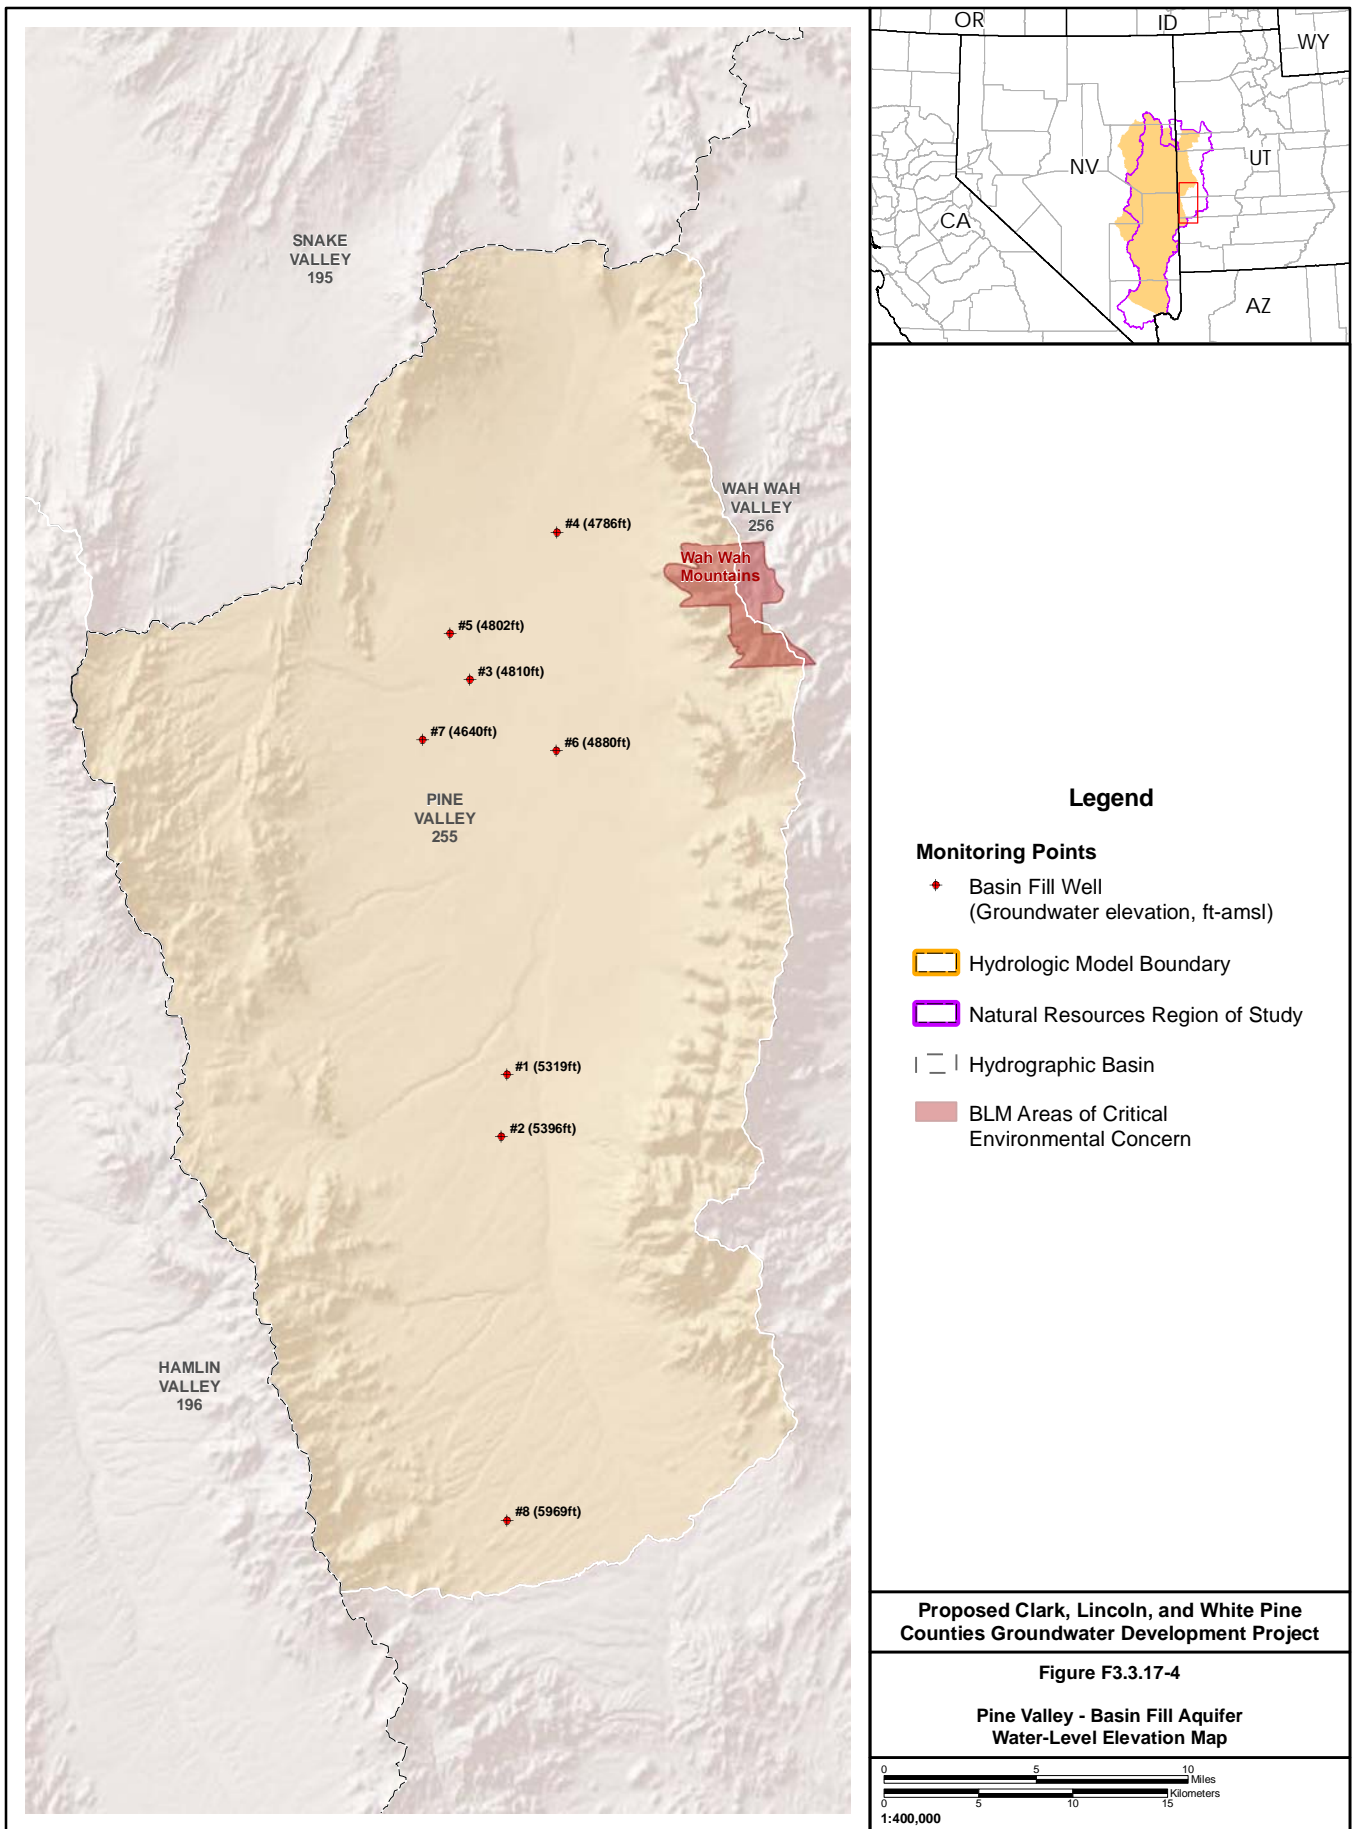 SNAKE
VALLEY
195
WAH WAH
VALLEY
256
#4 (4786ft)
Wah Wah
Mountains
#5 (4802ft)
#3 (4810ft)
#7 (4640ft)
#6 (4880ft)
PINE
VALLEY
255
#1 (5319ft)
#2 (5396ft)
HAMLIN
VALLEY
196
#8 (5969ft)
OR
ID
WY
NV
UT
CA
AZ
Legend
Monitoring Points
Basin Fill Well
(Groundwater elevation, ft-amsl)
Hydrologic Model Boundary
Natural Resources Region of Study
Hydrographic Basin
BLM Areas of Critical
Environmental Concern
Proposed Clark, Lincoln, and White Pine
Counties Groundwater Development Project
Figure F3.3.17-4
Pine Valley - Basin Fill Aquifer
Water-Level Elevation Map
0 5 10
Miles
Kilometers
0 5 10 15
1:400,000